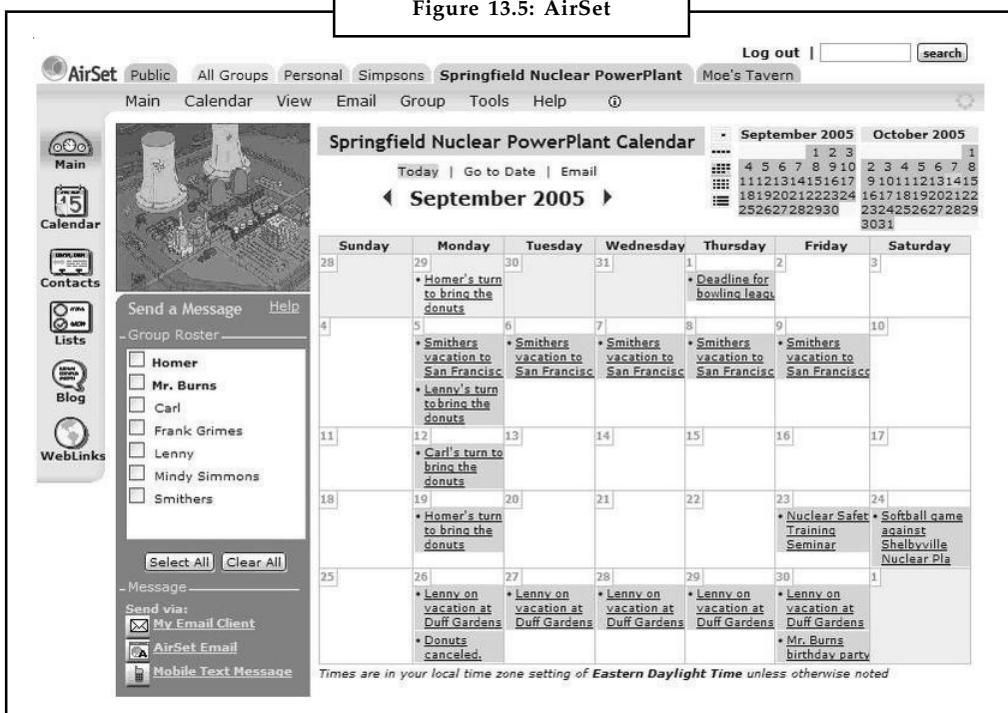 Figure 13.5: AirSet
Log out | search
AirSet Public All Groups Personal Simpsons Springfield Nuclear PowerPlant Moe's Tavern
Main Calendar View Email Group Tools Help
Main
15
Calendar
Contacts
Lists
Blog
WebLinks
Send a Message Help
Group Roster
Homer
Mr. Burns
Carl
Frank Grimes
Lenny
Mindy Simmons
Smithers
Select All Clear All
Message
Send via:
My Email Client
AirSet Email
Mobile Text Message
Springfield Nuclear PowerPlant Calendar
Today | Go to Date | Email
September 2005
September 2005
1 2 3
4 5 6 7 8 9 10
11 12 13 14 15 16 17
18 19 20 21 22 23 24
25 26 27 28 29 30
October 2005
1
2 3 4 5 6 7 8
9 10 11 12 13 14 15
16 17 18 19 20 21 22
23 24 25 26 27 28 29
30 31
Sunday Monday Tuesday Wednesday Thursday Friday Saturday
28 29 30 31 1 2 3
• Homer's turn
to bring the
donuts
• Deadline for
bowling leagu
4 5 6 7 8 9 10
• Smithers
vacation to
San Francisc
• Lenny's turn
to bring the
donuts
• Smithers
vacation to
San Francisc
• Smithers
vacation to
San Francisc
• Smithers
vacation to
San Francisc
• Smithers
vacation to
San Francisc
11 12 13 14 15 16 17
• Carl's turn to
bring the
donuts
18 19 20 21 22 23 24
• Homer's turn
to bring the
donuts
• Nuclear Safet
Training
Seminar
• Softball game
against
Shelbyville
Nuclear Pla
25 26 27 28 29 30 1
• Lenny on
vacation at
Duff Gardens
• Donuts
canceled.
• Lenny on
vacation at
Duff Gardens
• Lenny on
vacation at
Duff Gardens
• Lenny on
vacation at
Duff Gardens
• Lenny on
vacation at
Duff Gardens
• Mr. Burns
birthday party
Times are in your local time zone setting of Eastern Daylight Time unless otherwise noted